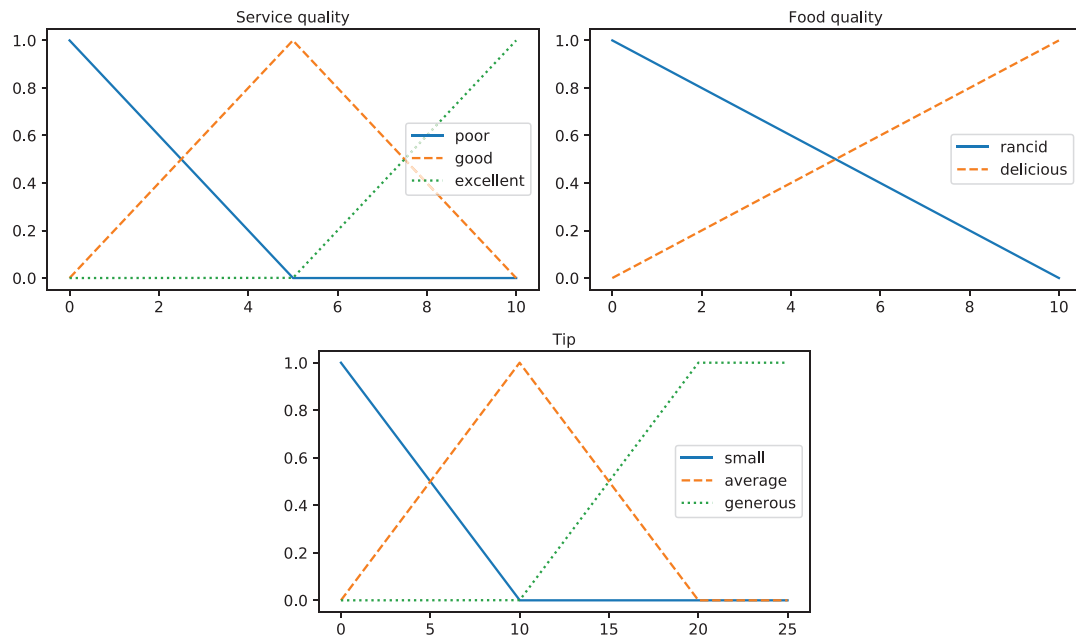 Service quality
1.0
0.8
0.6
0.4
0.2
0.0
poor
good
excellent
0 2 4 6 8 10
Food quality
1.0
0.8
0.6
0.4
0.2
0.0
rancid
delicious
0 2 4 6 8 10
Tip
1.0
0.8
0.6
0.4
0.2
0.0
small
average
generous
0 5 10 15 20 25